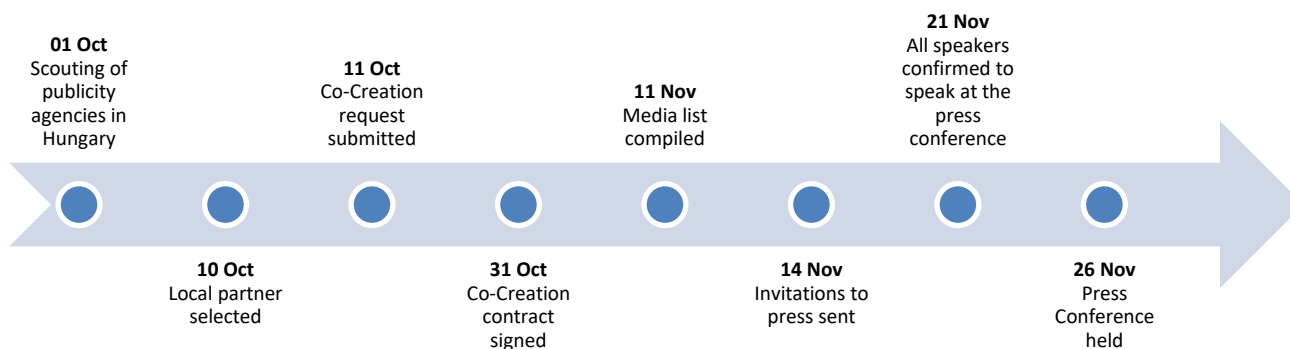 01 Oct
Scouting of
publicity
agencies in
Hungary
10 Oct
Local partner
selected
11 Oct
Co-Creation
request
submitted
31 Oct
Co-Creation
contract
signed
11 Nov
Media list
compiled
14 Nov
Invitations to
press sent
21 Nov
All speakers
confirmed to
speak at the
press
conference
26 Nov
Press
Conference
held